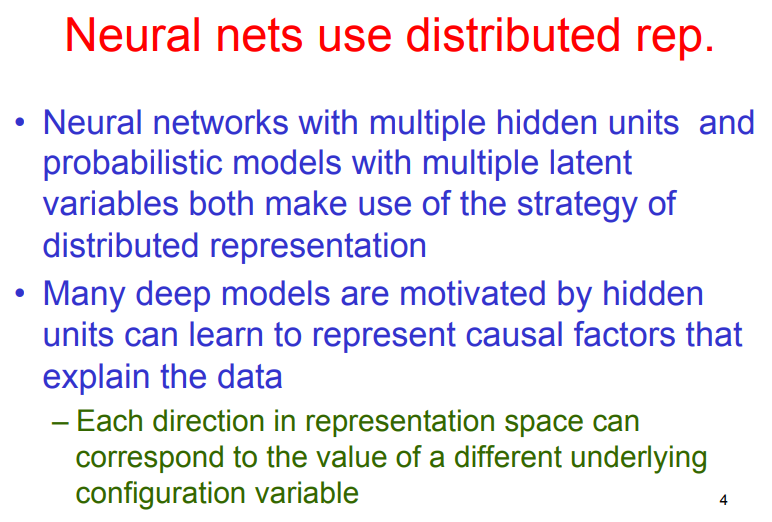 Neural nets use distributed rep.
• Neural networks with multiple hidden units and
probabilistic models with multiple latent
variables both make use of the strategy of
distributed representation
• Many deep models are motivated by hidden
units can learn to represent causal factors that
explain the data
– Each direction in representation space can
correspond to the value of a different underlying
configuration variable
4